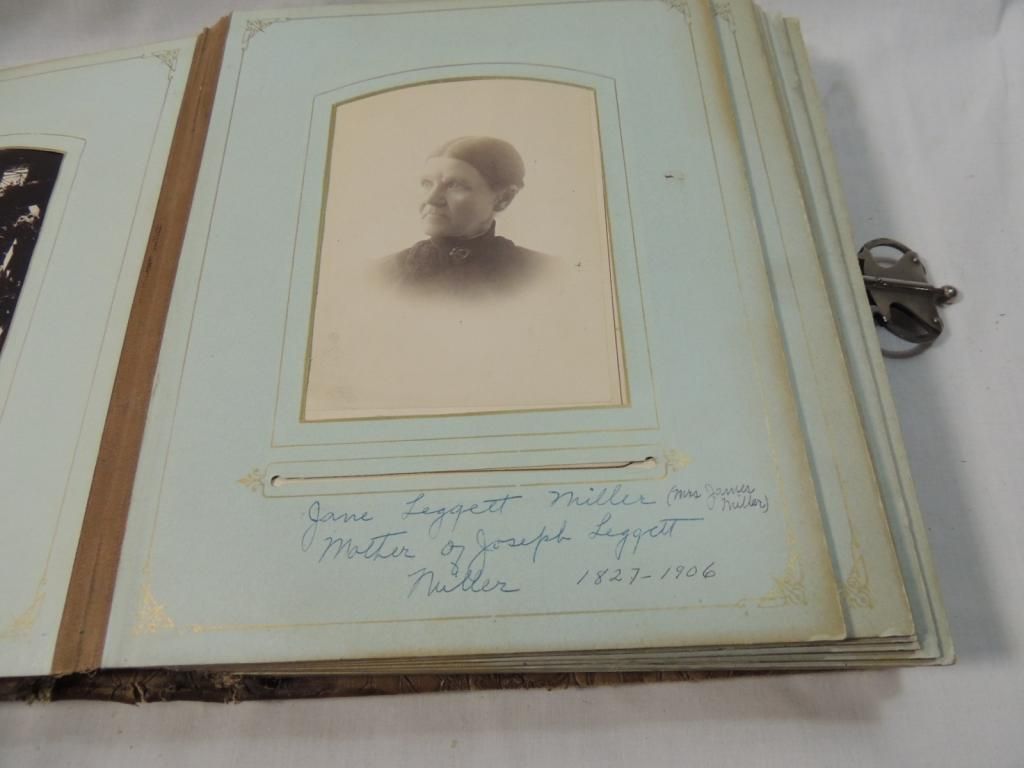 Jane Leggett Miller (Mrs James Miller)
Mother of Joseph Leggett
Miller 1827-1906